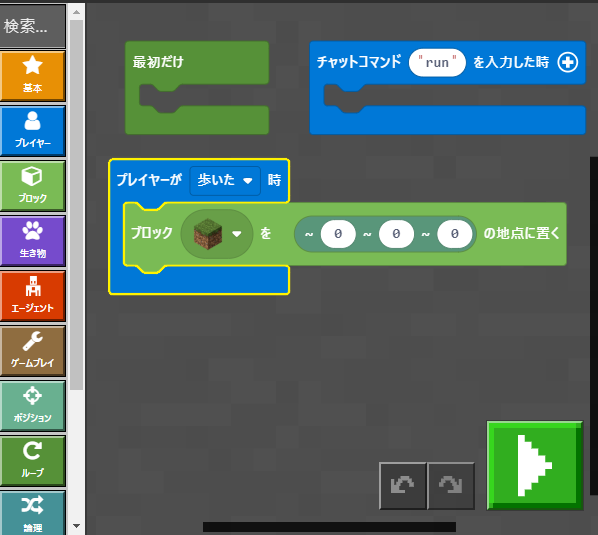 検索...
基本
プレイヤー
ブロック
生き物
エージェント
ゲームプレイ
ポジション
ループ
論理
最初だけ
チャットコマンド "run" を入力した時
プレイヤーが 歩いた 時
ブロック を ~ 0 ~ 0 ~ 0 の地点に置く